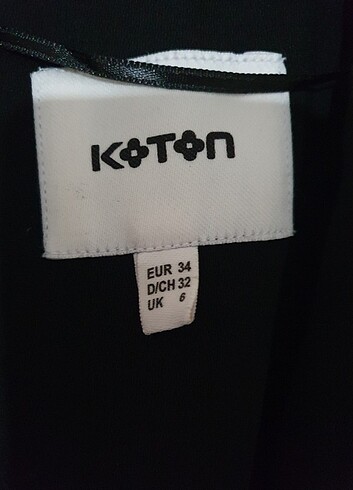 KOTON
EUR 34
D/CH 32
UK 6